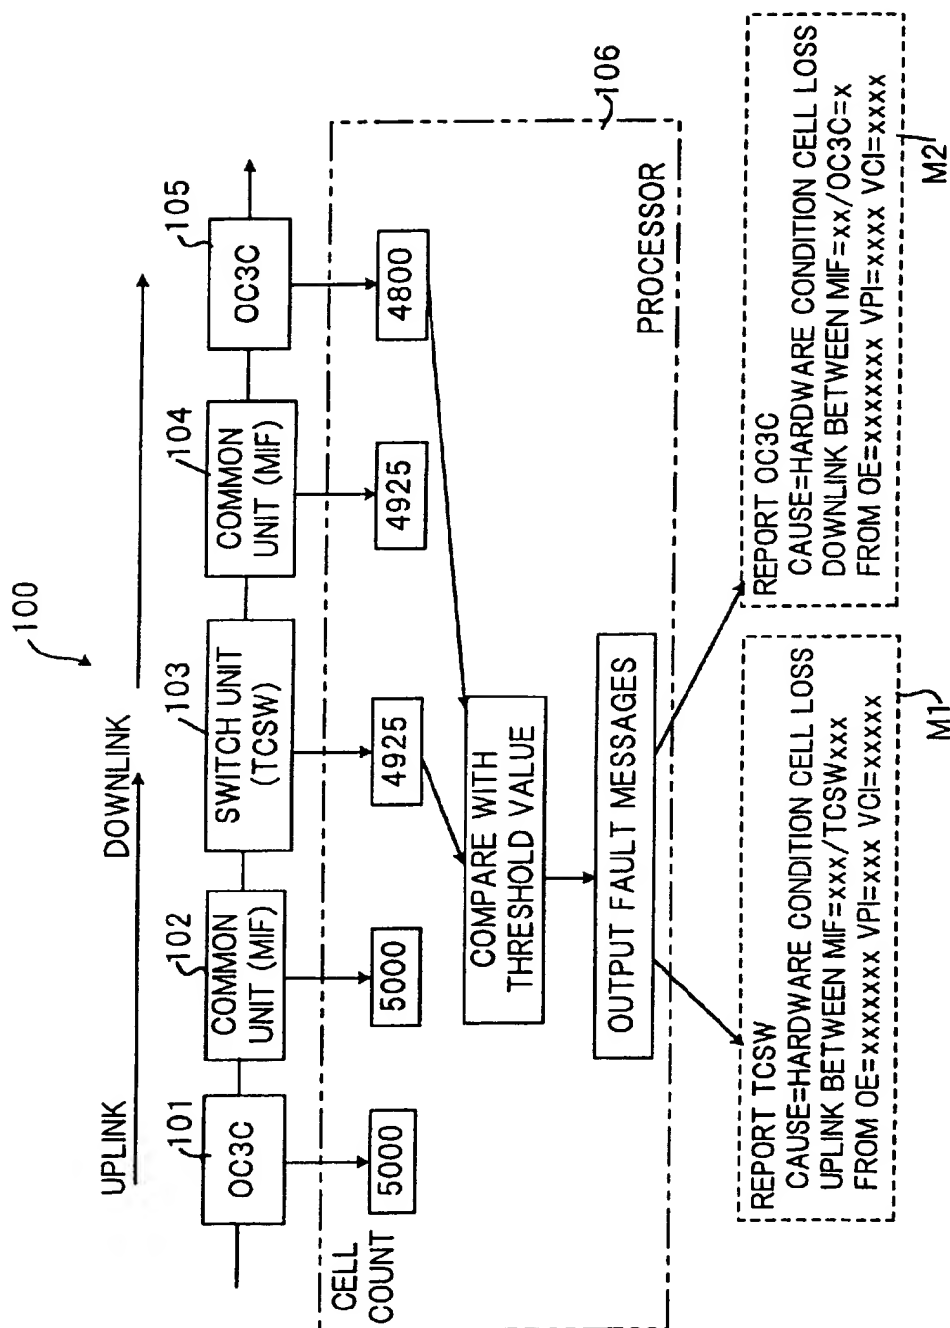 100
UPLINK
DOWNLINK
101
102
103
104
105
OC3C
COMMON
UNIT (MIF)
SWITCH UNIT
(TCSW)
COMMON
UNIT (MIF)
OC3C
CELL
COUNT
5000
5000
4925
4925
4800
106
COMPARE WITH
THRESHOLD VALUE
OUTPUT FAULT MESSAGES
PROCESSOR
REPORT TCSW
CAUSE=HARDWARE CONDITION CELL LOSS
UPLINK BETWEEN MIF=xxx/TCSWxxx
FROM OE=xxxxxxx VPI=xxx VCI=xxxxx
M1
REPORT OC3C
CAUSE=HARDWARE CONDITION CELL LOSS
DOWNLINK BETWEEN MIF=xx/OC3C=x
FROM OE=xxxxxxx VPI=xxxx VCI=xxxx
M2